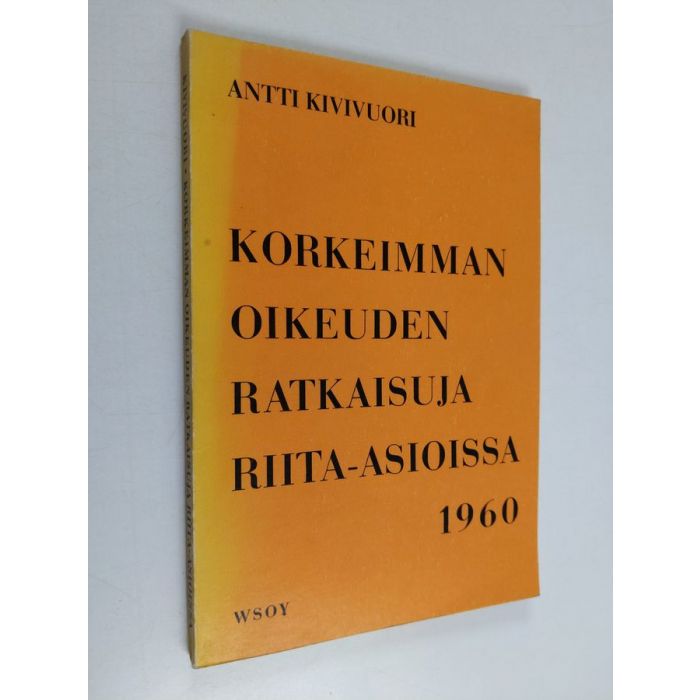 ANTTI KIVIVUORI
KORKEIMMAN
OIKEUDEN
RATKAISUJA
RIITA-ASIOISSA
1960
WSOY
KIVIVUORI • KORKEIMMAN OIKEUDEN RATKAISUJA RIITA-ASIOISSA